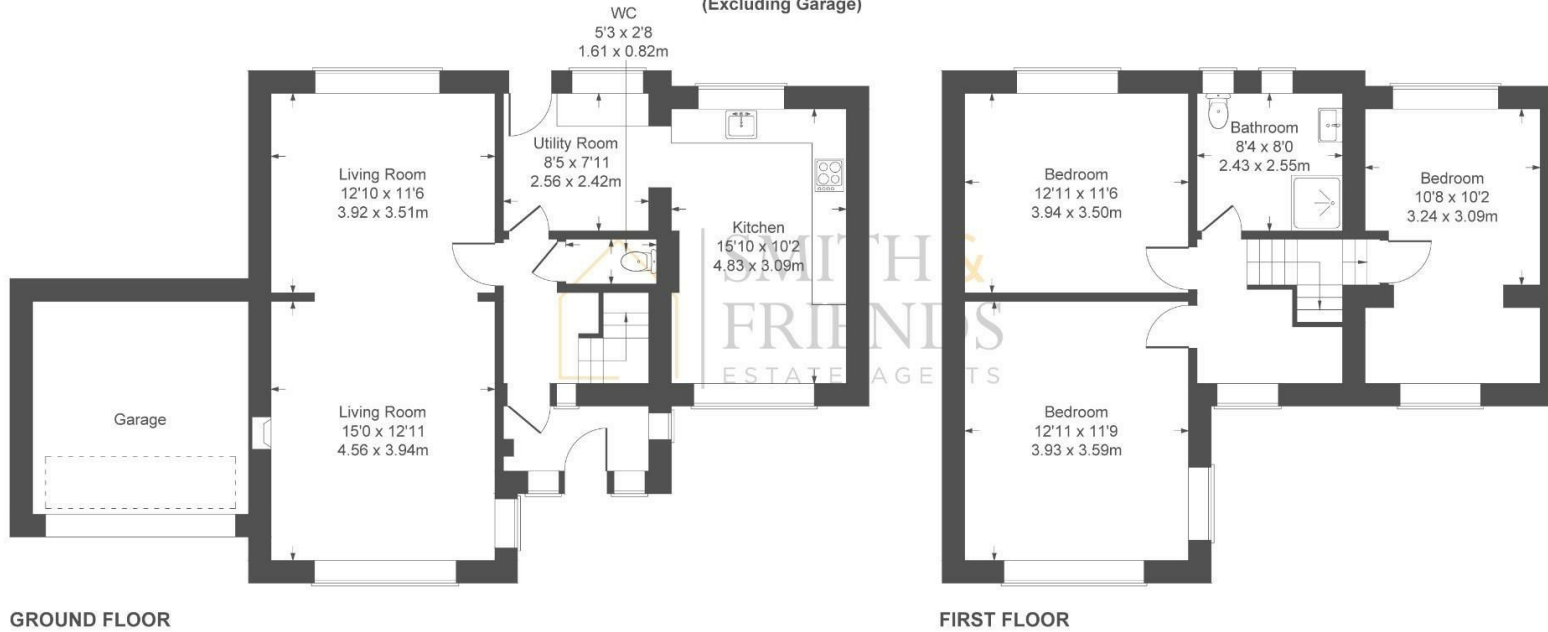 (Excluding Garage)
WC
5'3 x 2'8
1.61 x 0.82m
Utility Room
8'5 x 7'11
2.56 x 2.42m
Living Room
12'10 x 11'6
3.92 x 3.51m
Kitchen
15'10 x 10'2
4.83 x 3.09m
Garage
Living Room
15'0 x 12'11
4.56 x 3.94m
Bedroom
12'11 x 11'6
3.94 x 3.50m
Bathroom
8'4 x 8'0
2.43 x 2.55m
Bedroom
10'8 x 10'2
3.24 x 3.09m
Bedroom
12'11 x 11'9
3.93 x 3.59m
SMITH &
FRIENDS
ESTATE AGENTS
GROUND FLOOR
FIRST FLOOR